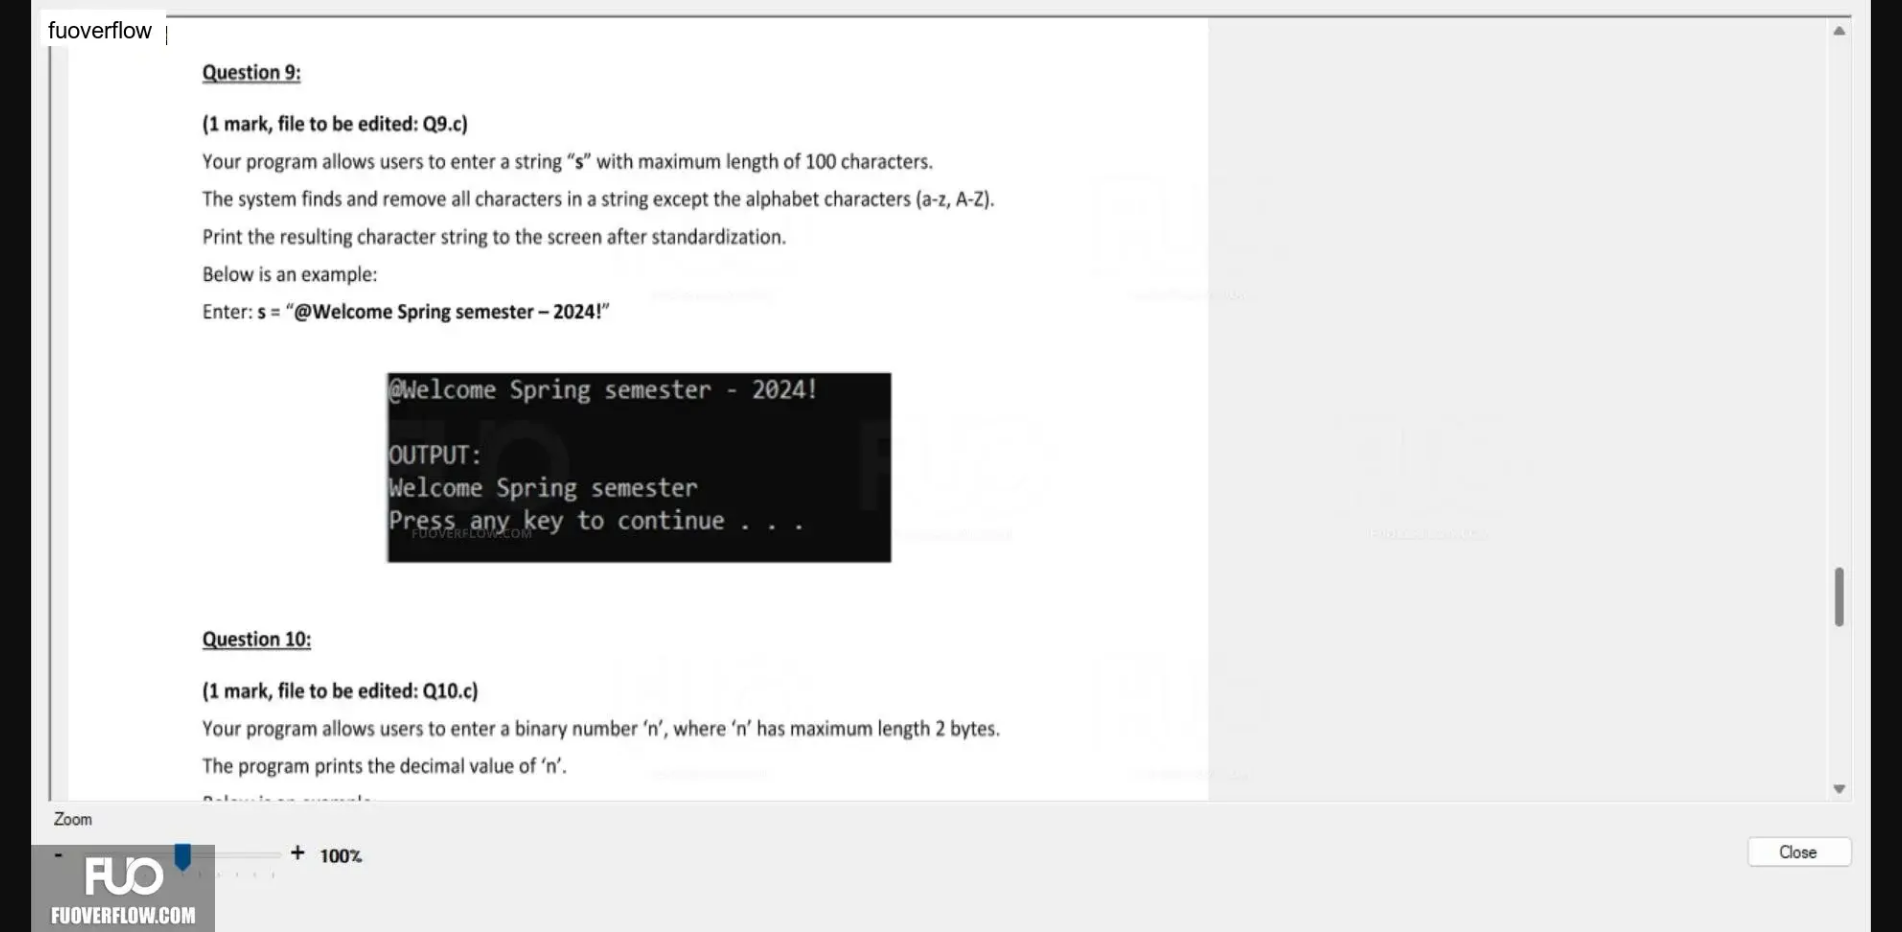 fuoverflow
Question 9:
(1 mark, file to be edited: Q9.c)
Your program allows users to enter a string “s” with maximum length of 100 characters.
The system finds and remove all characters in a string except the alphabet characters (a-z, A-Z).
Print the resulting character string to the screen after standardization.
Below is an example:
Enter: s = “@Welcome Spring semester – 2024!”
@Welcome Spring semester - 2024!
OUTPUT:
Welcome Spring semester
Press any key to continue . . .
FUOVERFLOW.COM
Question 10:
(1 mark, file to be edited: Q10.c)
Your program allows users to enter a binary number ‘n’, where ‘n’ has maximum length 2 bytes.
The program prints the decimal value of ‘n’.
Zoom
- + 100%
Close
FUO
FUOVERFLOW.COM